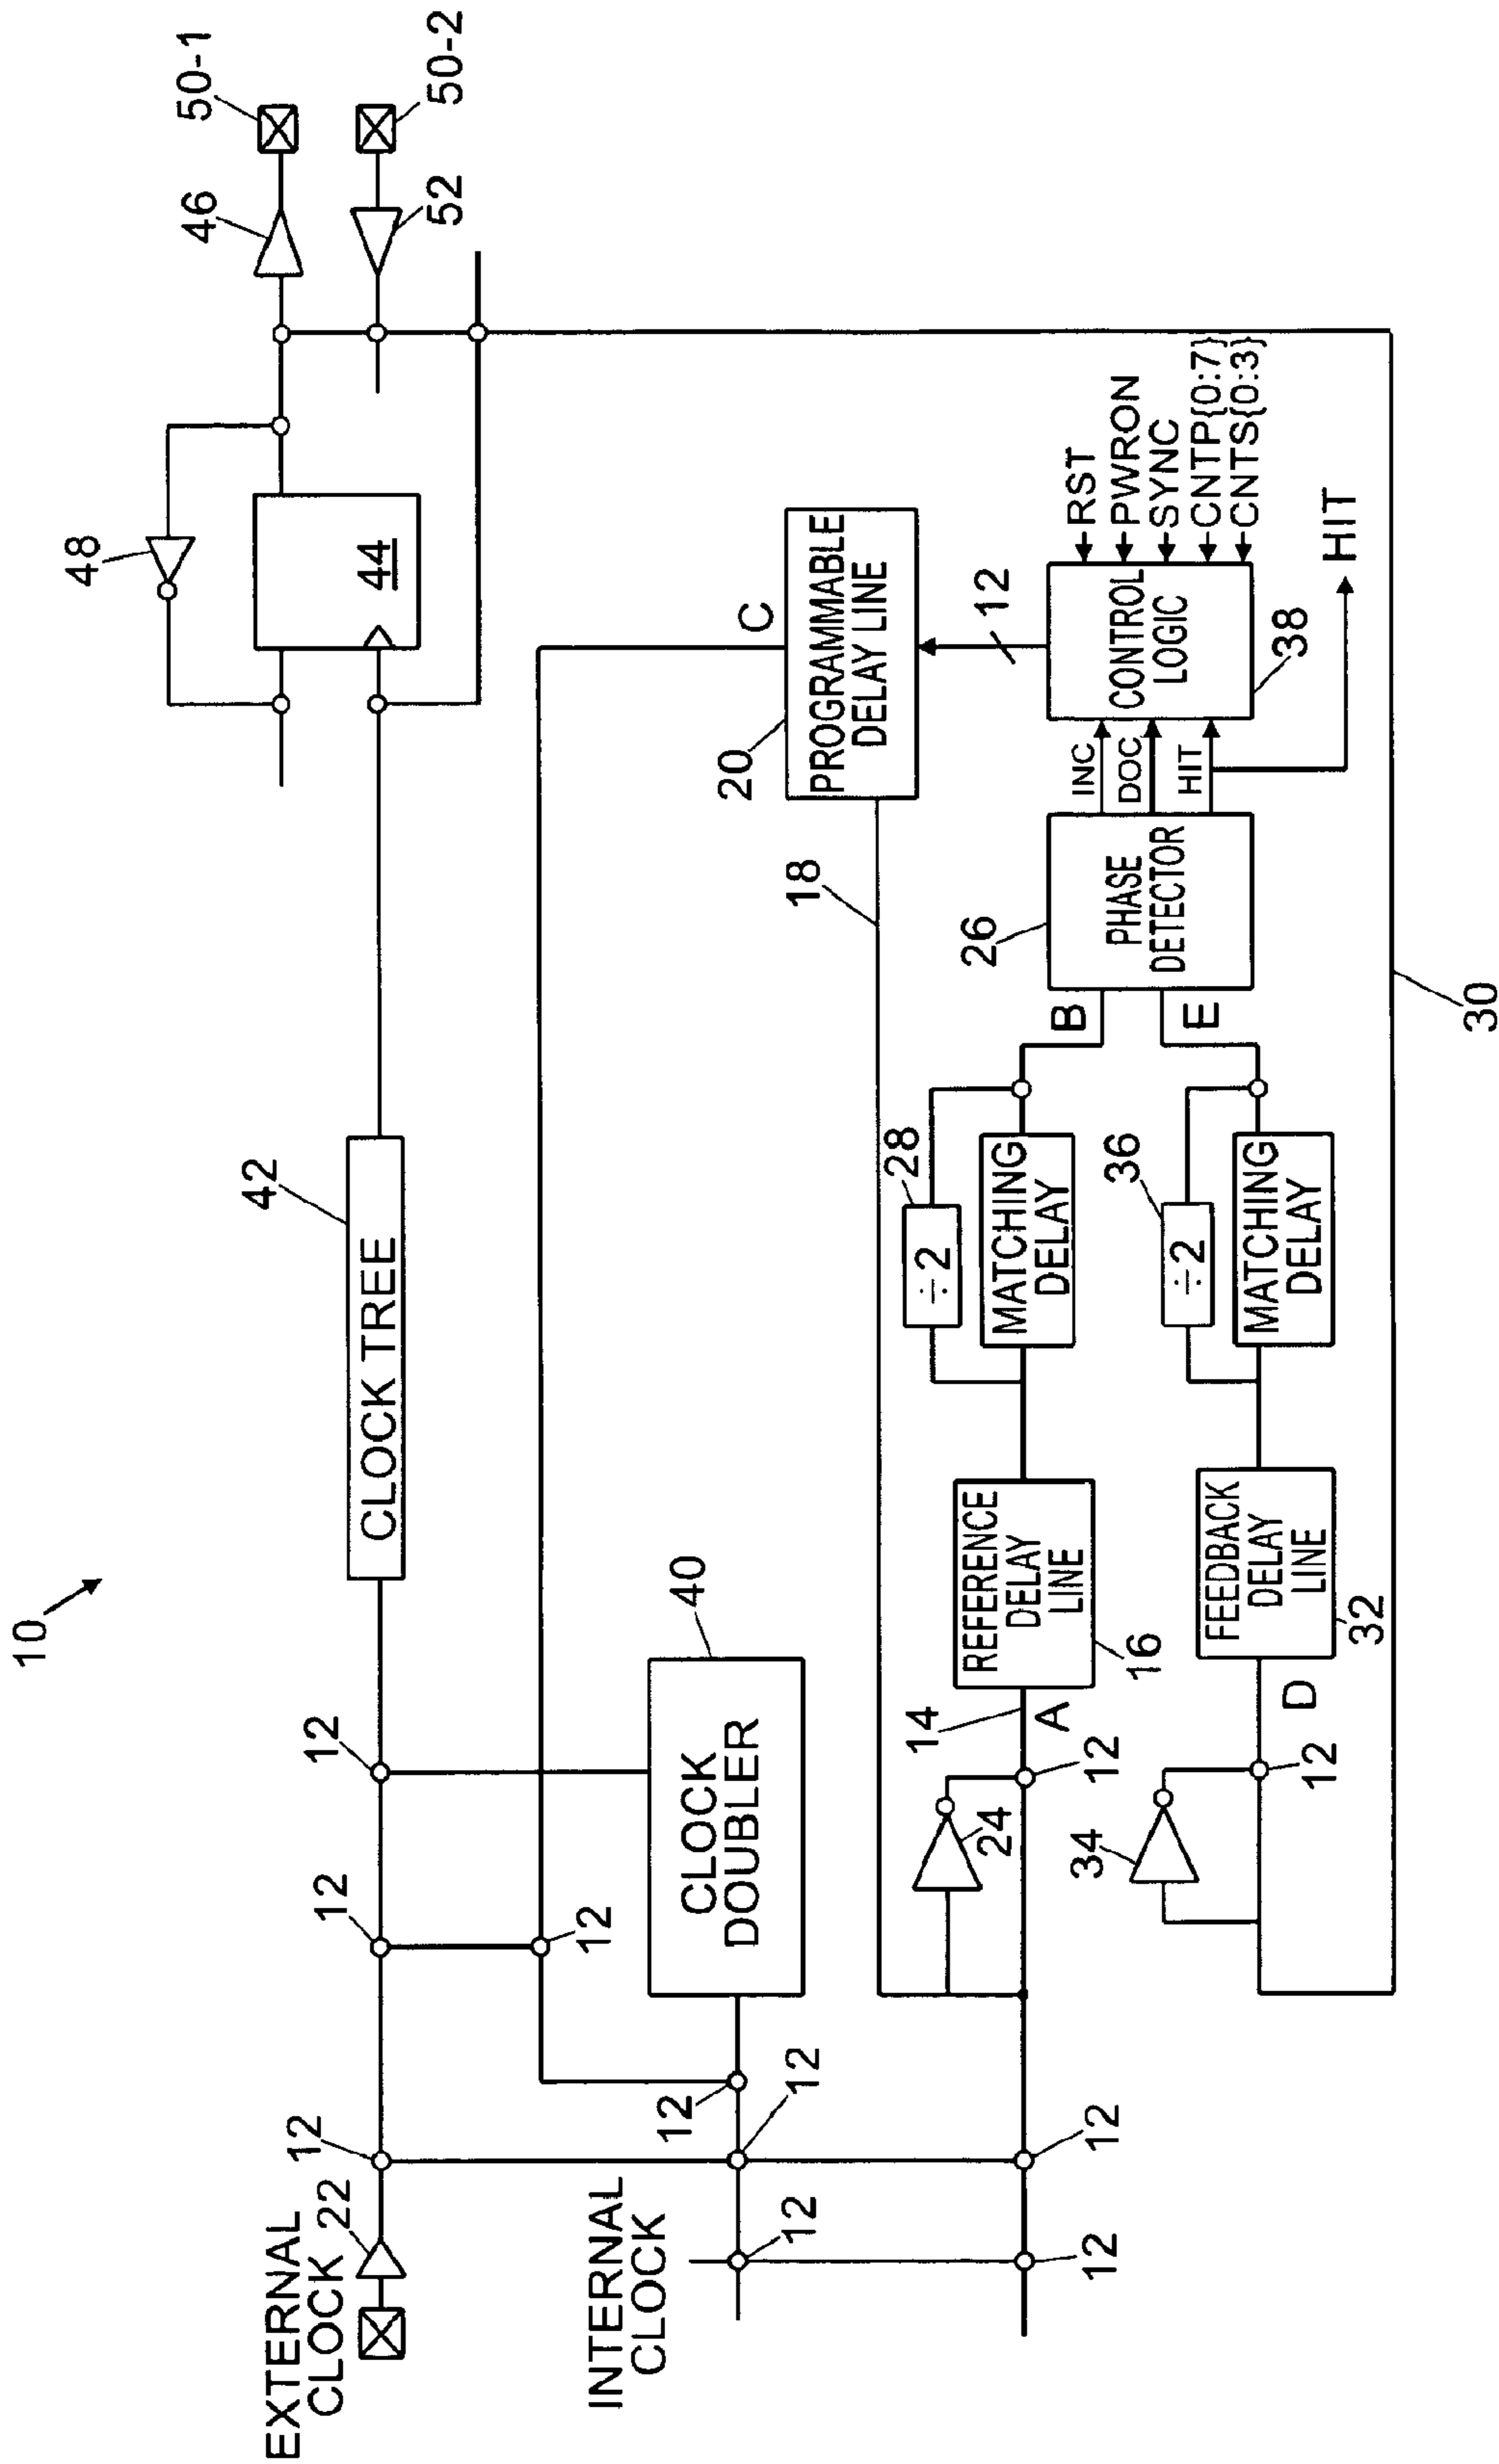 10
EXTERNAL
CLOCK
22
12
12
12
CLOCK TREE
42
48
44
46
50-1
50-2
52
INTERNAL
CLOCK
12
12
12
12
CLOCK
DOUBLER
40
C
20
PROGRAMMABLE
DELAY LINE
18
12
12
12
12
24
14
A
REFERENCE
DELAY
LINE
16
÷2
28
MATCHING
DELAY
B
26
PHASE
DETECTOR
INC
DOC
HIT
CONTROL
LOGIC
38
12
RST
PWRON
SYNC
CNTP{0:7}
CNTS{0:3}
HIT
34
12
D
FEEDBACK
DELAY
LINE
32
÷2
36
MATCHING
DELAY
E
30